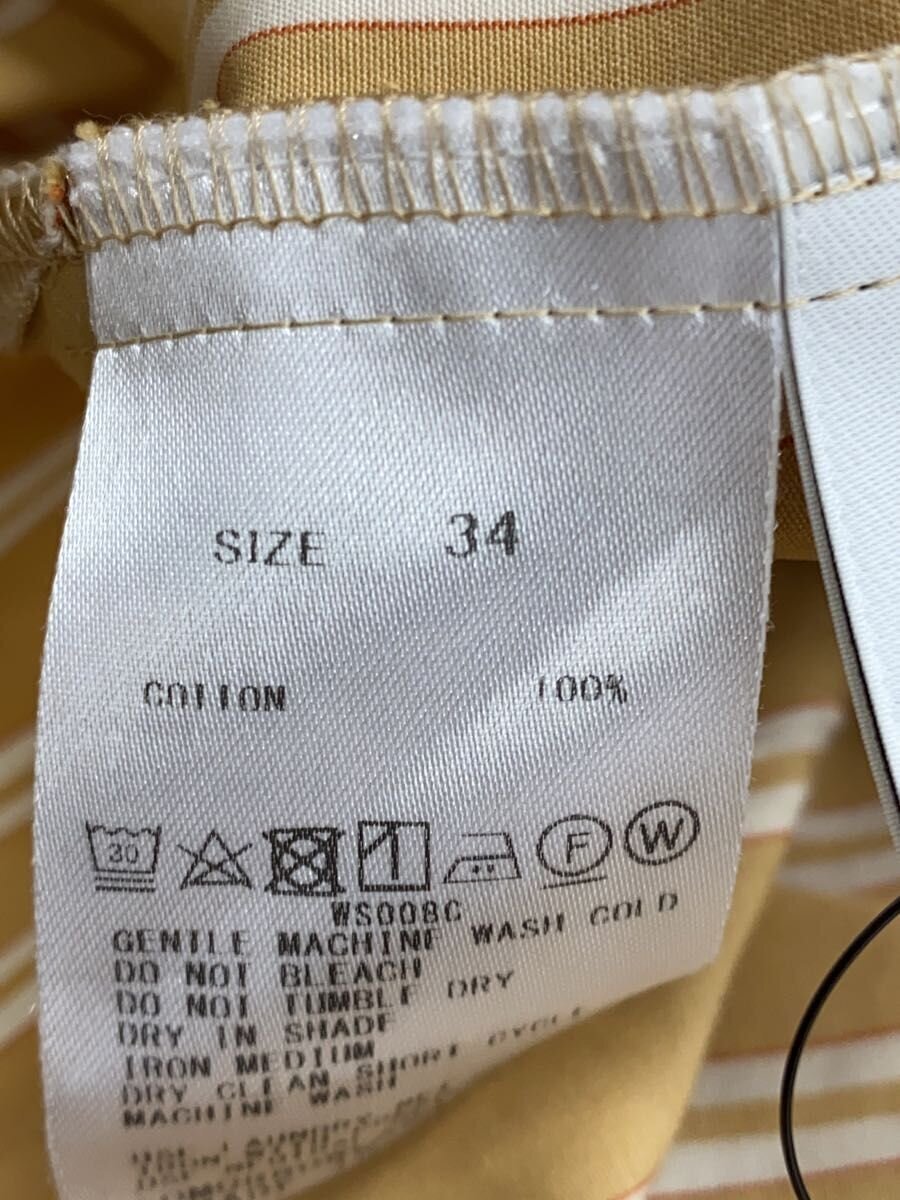 SIZE 34
COTTON 100%
30
F W
WS008C
GENTLE MACHINE WASH COLD
DO NOT BLEACH
DO NOT TUMBLE DRY
DRY IN SHADE
IRON MEDIUM
DRY CLEAN SHORT CYCLE
MACHINE WASH